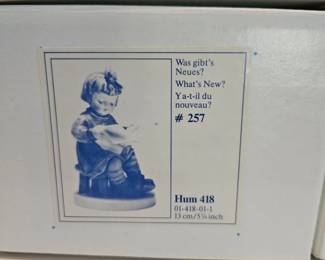 Was gibt's
Neues?
What's New?
Y a-t-il du
nouveau?
# 257
Hum 418
01-418-01-1
13 cm/5¼ inch